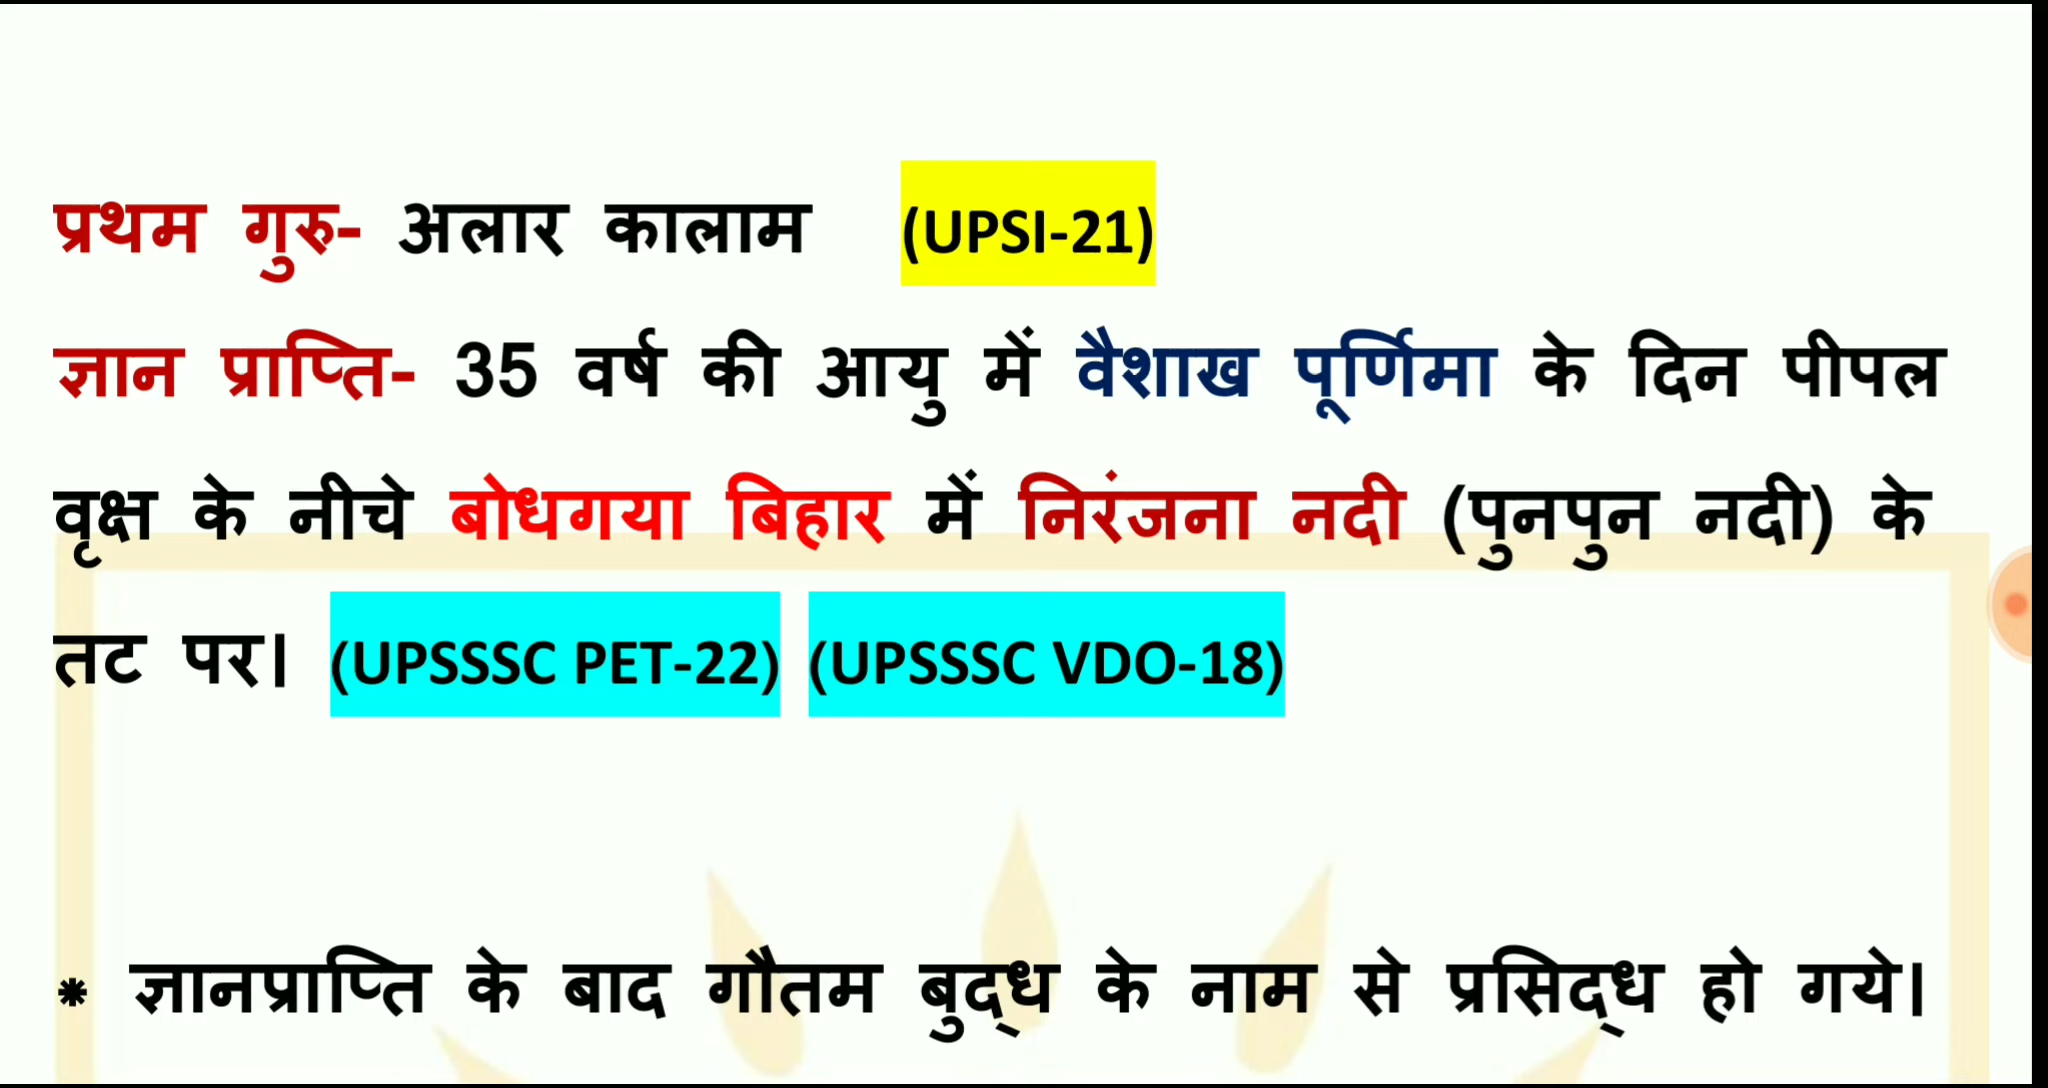 प्रथम गुरु- अलार कालाम (UPSI-21)
ज्ञान प्राप्ति- 35 वर्ष की आयु में वैशाख पूर्णिमा के दिन पीपल
वृक्ष के नीचे बोधगया बिहार में निरंजना नदी (पुनपुन नदी) के
तट पर। (UPSSSC PET-22) (UPSSSC VDO-18)
* ज्ञानप्राप्ति के बाद गौतम बुद्ध के नाम से प्रसिद्ध हो गये।